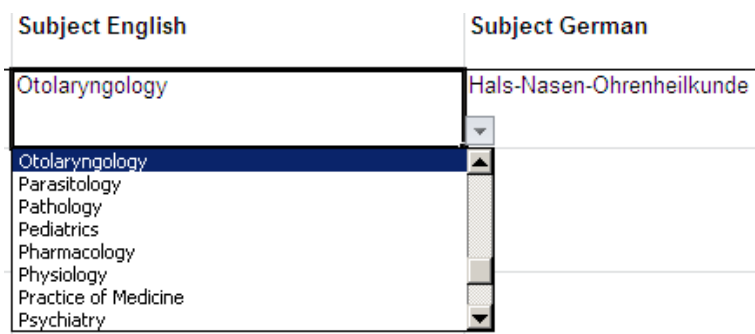 Subject English Subject German
Otolaryngology Hals-Nasen-Ohrenheilkunde
Otolaryngology
Parasitology
Pathology
Pediatrics
Pharmacology
Physiology
Practice of Medicine
Psychiatry